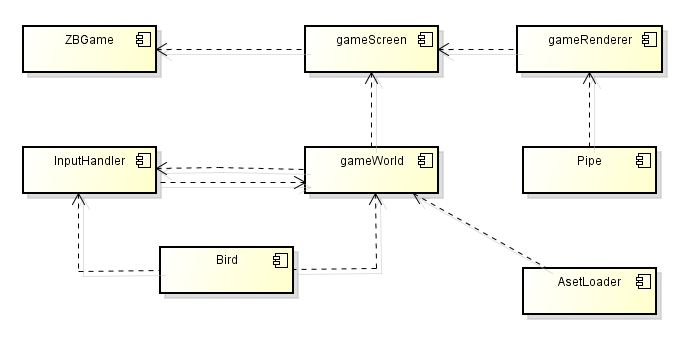 ZBGame
gameScreen
gameRenderer
InputHandler
gameWorld
Pipe
Bird
AsetLoader